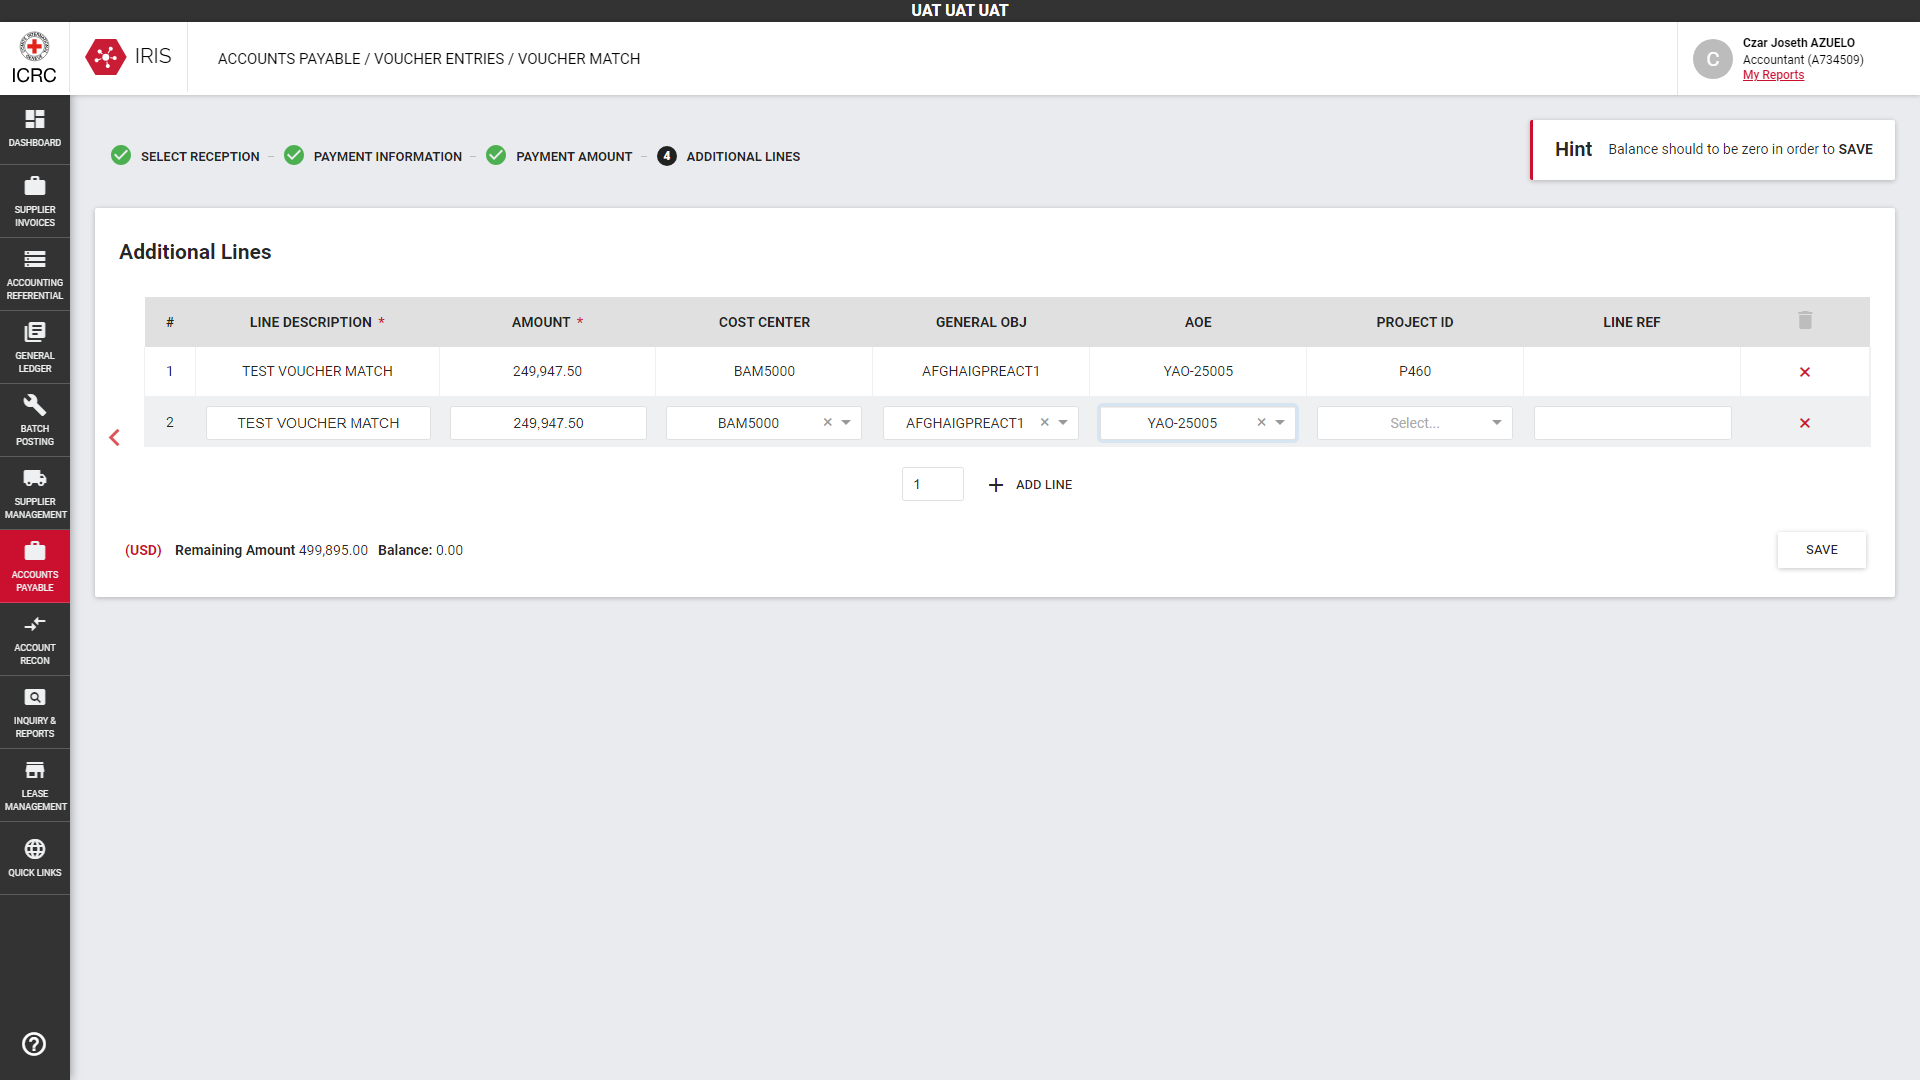 UAT UAT UAT
ICRC
IRIS
ACCOUNTS PAYABLE / VOUCHER ENTRIES / VOUCHER MATCH
C
Czar Joseth AZUELO
Accountant (A734509)
My Reports
DASHBOARD
SUPPLIER
INVOICES
ACCOUNTING
REFERENTIAL
GENERAL
LEDGER
BATCH
POSTING
SUPPLIER
MANAGEMENT
ACCOUNTS
PAYABLE
ACCOUNT
RECON
INQUIRY &
REPORTS
LEASE
MANAGEMENT
QUICK LINKS
SELECT RECEPTION – PAYMENT INFORMATION – PAYMENT AMOUNT – 4 ADDITIONAL LINES
Hint Balance should to be zero in order to SAVE
Additional Lines
# LINE DESCRIPTION * AMOUNT * COST CENTER GENERAL OBJ AOE PROJECT ID LINE REF
1 TEST VOUCHER MATCH 249,947.50 BAM5000 AFGHAIGPREACT1 YAO-25005 P460
2 TEST VOUCHER MATCH 249,947.50 BAM5000 AFGHAIGPREACT1 YAO-25005 Select...
1 ADD LINE
(USD) Remaining Amount 499,895.00 Balance: 0.00
SAVE